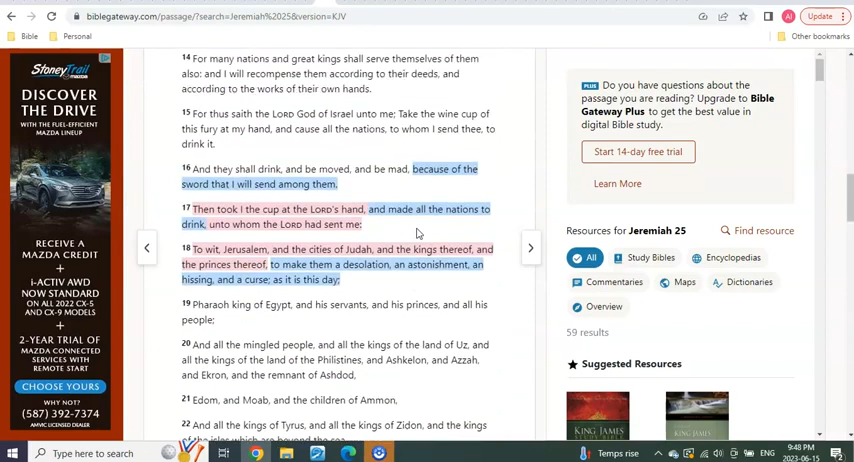 biblegateway.com/passage/?search=Jeremiah%2025&version=KJV
AI
Update
Bible
Personal
Other bookmarks
StoneyTrail
mazda
DISCOVER
THE DRIVE
WITH THE FUEL-EFFICIENT
MAZDA LINEUP
RECEIVE A
MAZDA CREDIT
+
i-ACTIV AWD
NOW STANDARD
ON ALL 2022 CX-5
AND CX-9 MODELS
+
2-YEAR TRIAL OF
MAZDA CONNECTED
SERVICES WITH
REMOTE START
CHOOSE YOURS
WHY NOT?
(587) 392-7374
AMVIC LICENSED DEALER
14 For many nations and great kings shall serve themselves of them
also: and I will recompense them according to their deeds, and
according to the works of their own hands.
15 For thus saith the LORD God of Israel unto me; Take the wine cup of
this fury at my hand, and cause all the nations, to whom I send thee, to
drink it.
16 And they shall drink, and be moved, and be mad, because of the
sword that I will send among them.
17 Then took I the cup at the LORD's hand, and made all the nations to
drink, unto whom the LORD had sent me:
18 To wit, Jerusalem, and the cities of Judah, and the kings thereof, and
the princes thereof, to make them a desolation, an astonishment, an
hissing, and a curse; as it is this day;
19 Pharaoh king of Egypt, and his servants, and his princes, and all his
people;
20 And all the mingled people, and all the kings of the land of Uz, and
all the kings of the land of the Philistines, and Ashkelon, and Azzah,
and Ekron, and the remnant of Ashdod,
21 Edom, and Moab, and the children of Ammon,
22 And all the kings of Tyrus, and all the kings of Zidon, and the kings
of the isles which are beyond the sea
PLUS Do you have questions about the
passage you are reading? Upgrade to Bible
Gateway Plus to get the best value in
digital Bible study.
Start 14-day free trial
Learn More
Resources for Jeremiah 25
Find resource
All
Study Bibles
Encyclopedias
Commentaries
Maps
Dictionaries
Overview
59 results
Suggested Resources
KING JAMES
KING JAMES
Type here to search
Temps rise
ENG
9:48 PM
2023-06-15
2